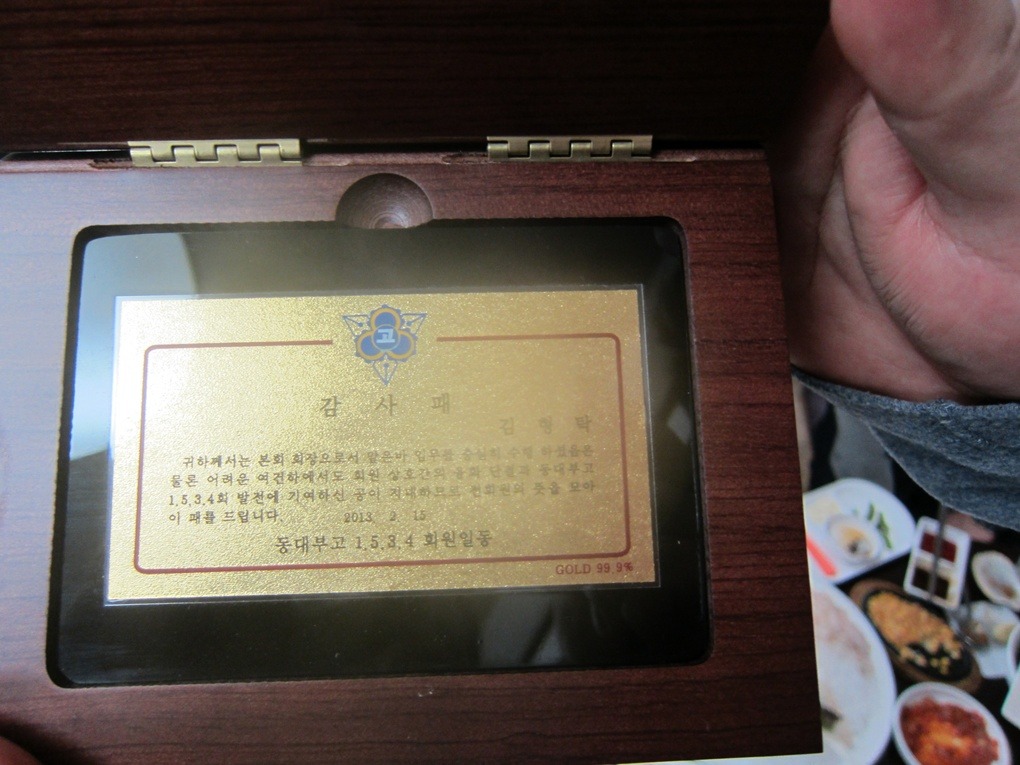 고
감 사 패
김 형 탁
귀하께서는 본회 회장으로서 맡은바 임무를 충실히 수행 하셨음은
물론 어려운 여건하에서도 회원 상호간의 융화 단결과 동대부고
1,5,3,4회 발전에 기여하신 공이 지대하므로 전회원의 뜻을 모아
이 패를 드립니다. 2013. 2. 15
동대부고 1,5,3,4 회원일동
GOLD 99.9%